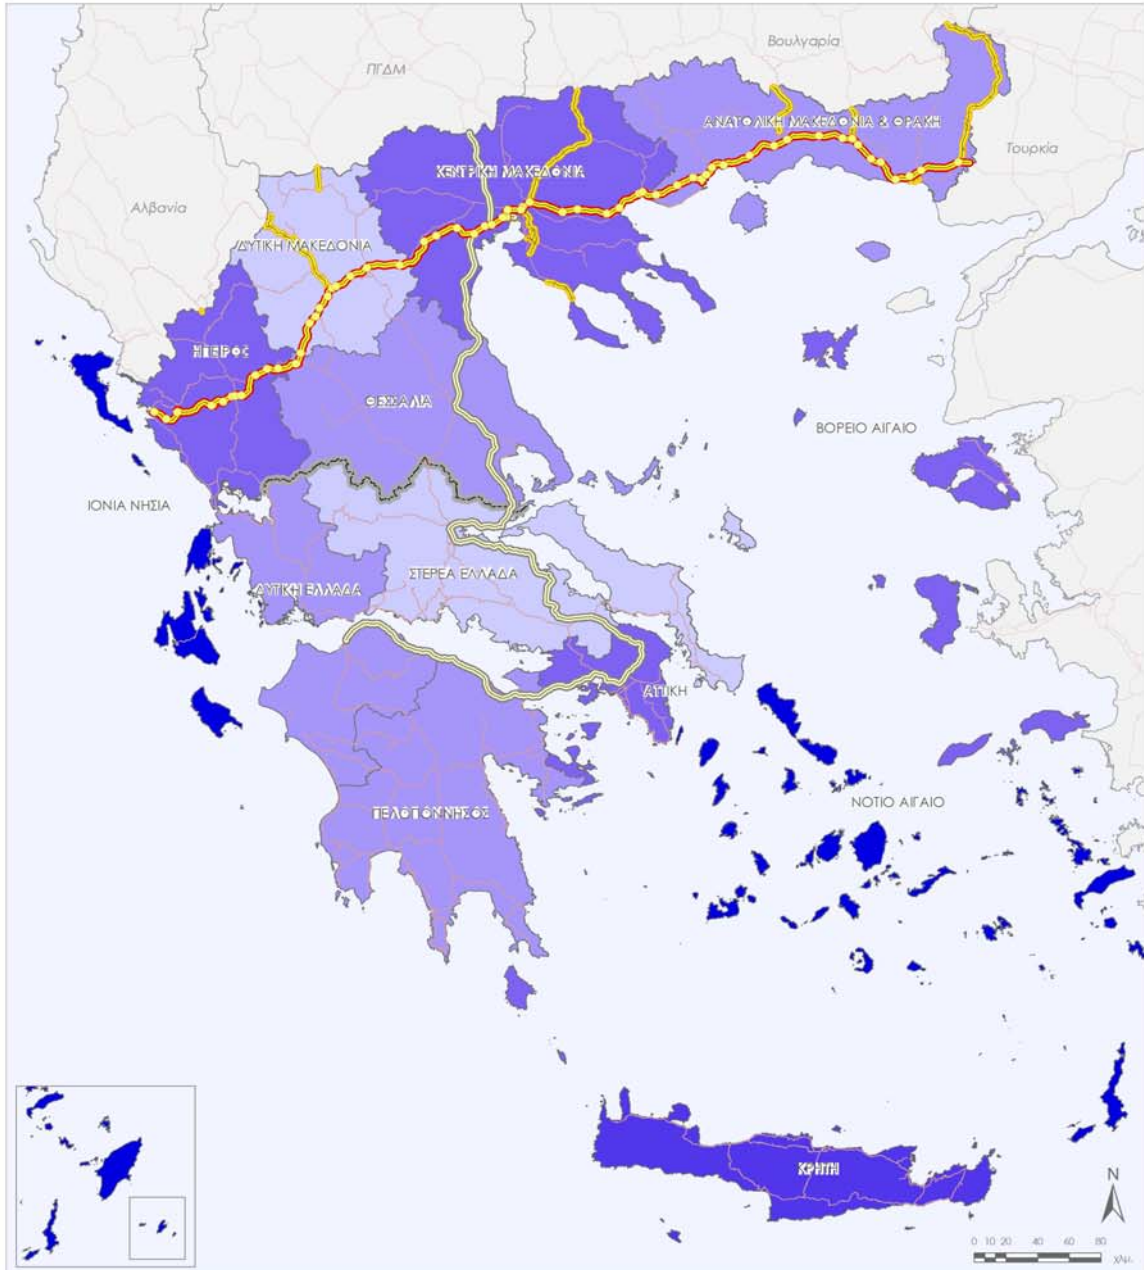 Βουλγαρία
ΠΓΔΜ
ΑΝΑΤΟΛΙΚΗ ΜΑΚΕΔΟΝΙΑ & ΘΡΑΚΗ
Τουρκία
ΚΕΝΤΡΙΚΗ ΜΑΚΕΔΟΝΙΑ
Αλβανία
ΔΥΤΙΚΗ ΜΑΚΕΔΟΝΙΑ
ΗΠΕΙΡΟΣ
ΘΕΣΣΑΛΙΑ
ΒΟΡΕΙΟ ΑΙΓΑΙΟ
ΙΟΝΙΑ ΝΗΣΙΑ
ΣΤΕΡΕΑ ΕΛΛΑΔΑ
ΔΥΤΙΚΗ ΕΛΛΑΔΑ
ΑΤΤΙΚΗ
ΝΟΤΙΟ ΑΙΓΑΙΟ
ΠΕΛΟΠΟΝΝΗΣΟΣ
ΚΡΗΤΗ
N
0 10 20 40 60 80
χλμ.